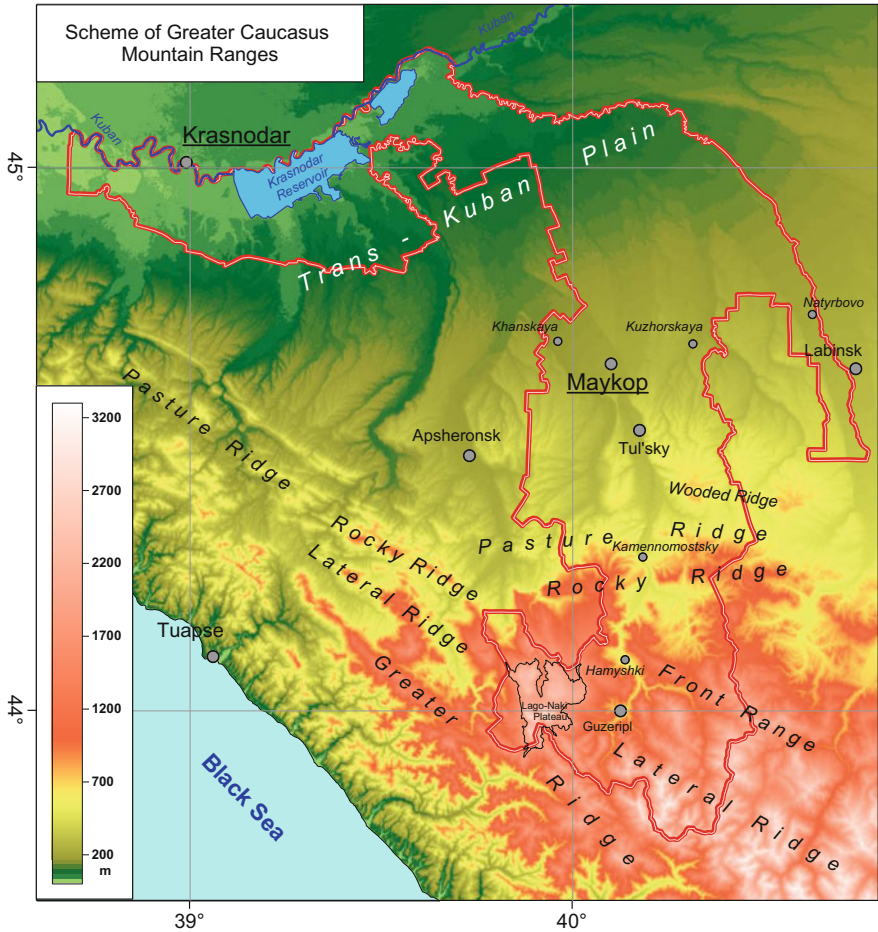 Scheme of Greater Caucasus
Mountain Ranges
Kuban
Kuban
Krasnodar
Krasnodar
Reservoir
45°
Trans - Kuban Plain
Natyrbovo
Khanskaya
Kuzhorskaya
Labinsk
Maykop
Pasture Ridge
Apsheronsk
Tul'sky
Wooded Ridge
3200
2700
2200
1700
1200
700
200
m
Rocky Ridge
Pasture Ridge
Kamennomostsky
Lateral Ridge
Rocky Ridge
Tuapse
Greater Ridge
Hamyshki
Front Range
Lago-Naki
Plateau
Guzeripl
44°
Lateral Ridge
Black Sea
39°
40°